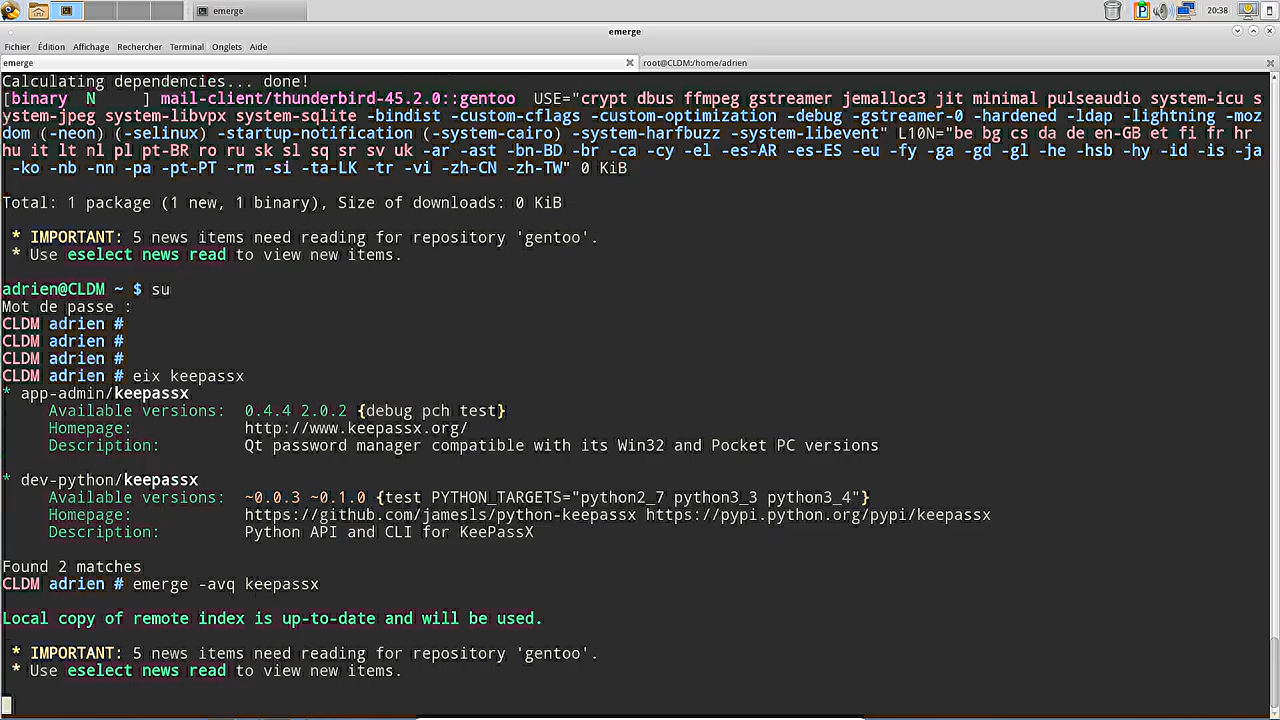 emerge
20:38
emerge
Fichier Édition Affichage Rechercher Terminal Onglets Aide
emerge
root@CLDM:/home/adrien
Calculating dependencies... done!
[binary  N     ] mail-client/thunderbird-45.2.0::gentoo  USE="crypt dbus ffmpeg gstreamer jemalloc3 jit minimal pulseaudio system-icu s
ystem-jpeg system-libvpx system-sqlite -bindist -custom-cflags -custom-optimization -debug -gstreamer-0 -hardened -ldap -lightning -moz
dom (-neon) (-selinux) -startup-notification (-system-cairo) -system-harfbuzz -system-libevent" L10N="be bg cs da de en-GB et fi fr hr
hu it lt nl pl pt-BR ro ru sk sl sq sr sv uk -ar -ast -bn-BD -br -ca -cy -el -es-AR -es-ES -eu -fy -ga -gd -gl -he -hsb -hy -id -is -ja
-ko -nb -nn -pa -pt-PT -rm -si -ta-LK -tr -vi -zh-CN -zh-TW" 0 KiB
Total: 1 package (1 new, 1 binary), Size of downloads: 0 KiB
* IMPORTANT: 5 news items need reading for repository 'gentoo'.
* Use eselect news read to view new items.
adrien@CLDM ~ $ su
Mot de passe :
CLDM adrien #
CLDM adrien #
CLDM adrien #
CLDM adrien # eix keepassx
* app-admin/keepassx
Available versions:  0.4.4 2.0.2 {debug pch test}
Homepage:            http://www.keepassx.org/
Description:         Qt password manager compatible with its Win32 and Pocket PC versions
* dev-python/keepassx
Available versions:  ~0.0.3 ~0.1.0 {test PYTHON_TARGETS="python2_7 python3_3 python3_4"}
Homepage:            https://github.com/jamesls/python-keepassx https://pypi.python.org/pypi/keepassx
Description:         Python API and CLI for KeePassX
Found 2 matches
CLDM adrien # emerge -avq keepassx
Local copy of remote index is up-to-date and will be used.
* IMPORTANT: 5 news items need reading for repository 'gentoo'.
* Use eselect news read to view new items.